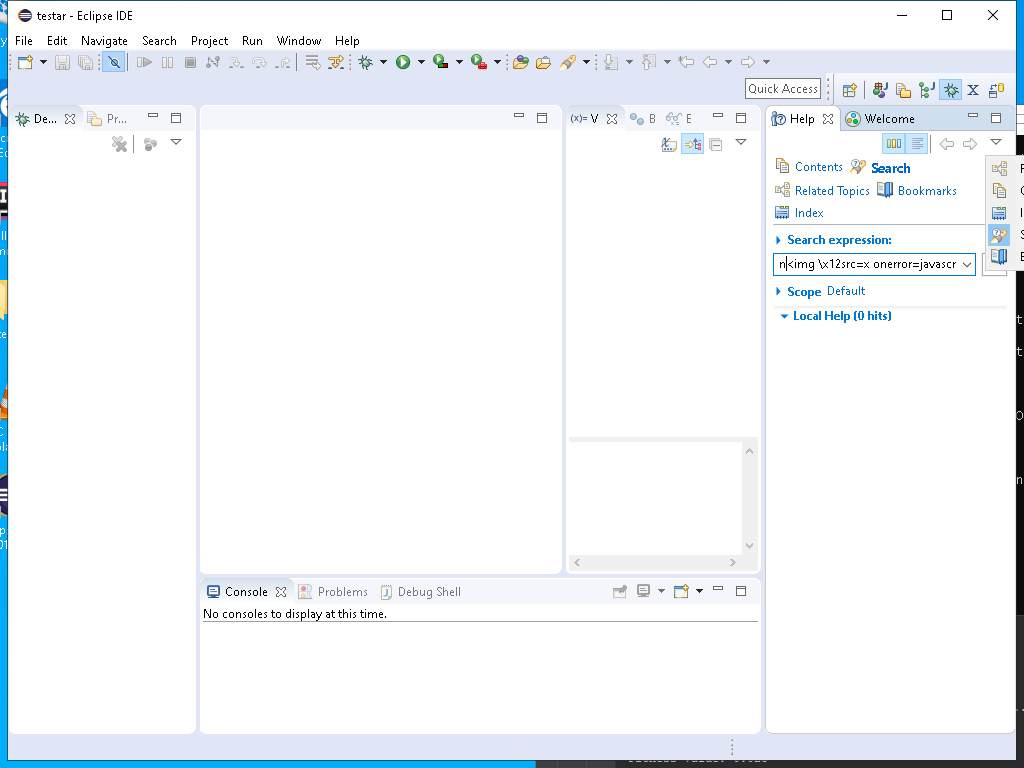 testar - Eclipse IDE
File Edit Navigate Search Project Run Window Help
Quick Access
De... Pr... (x)= V B E Help Welcome
Contents Search
Related Topics Bookmarks
Index
Search expression:
n<img \x12src=x onerror=javascr
Scope Default
Local Help (0 hits)
Console Problems Debug Shell
No consoles to display at this time.